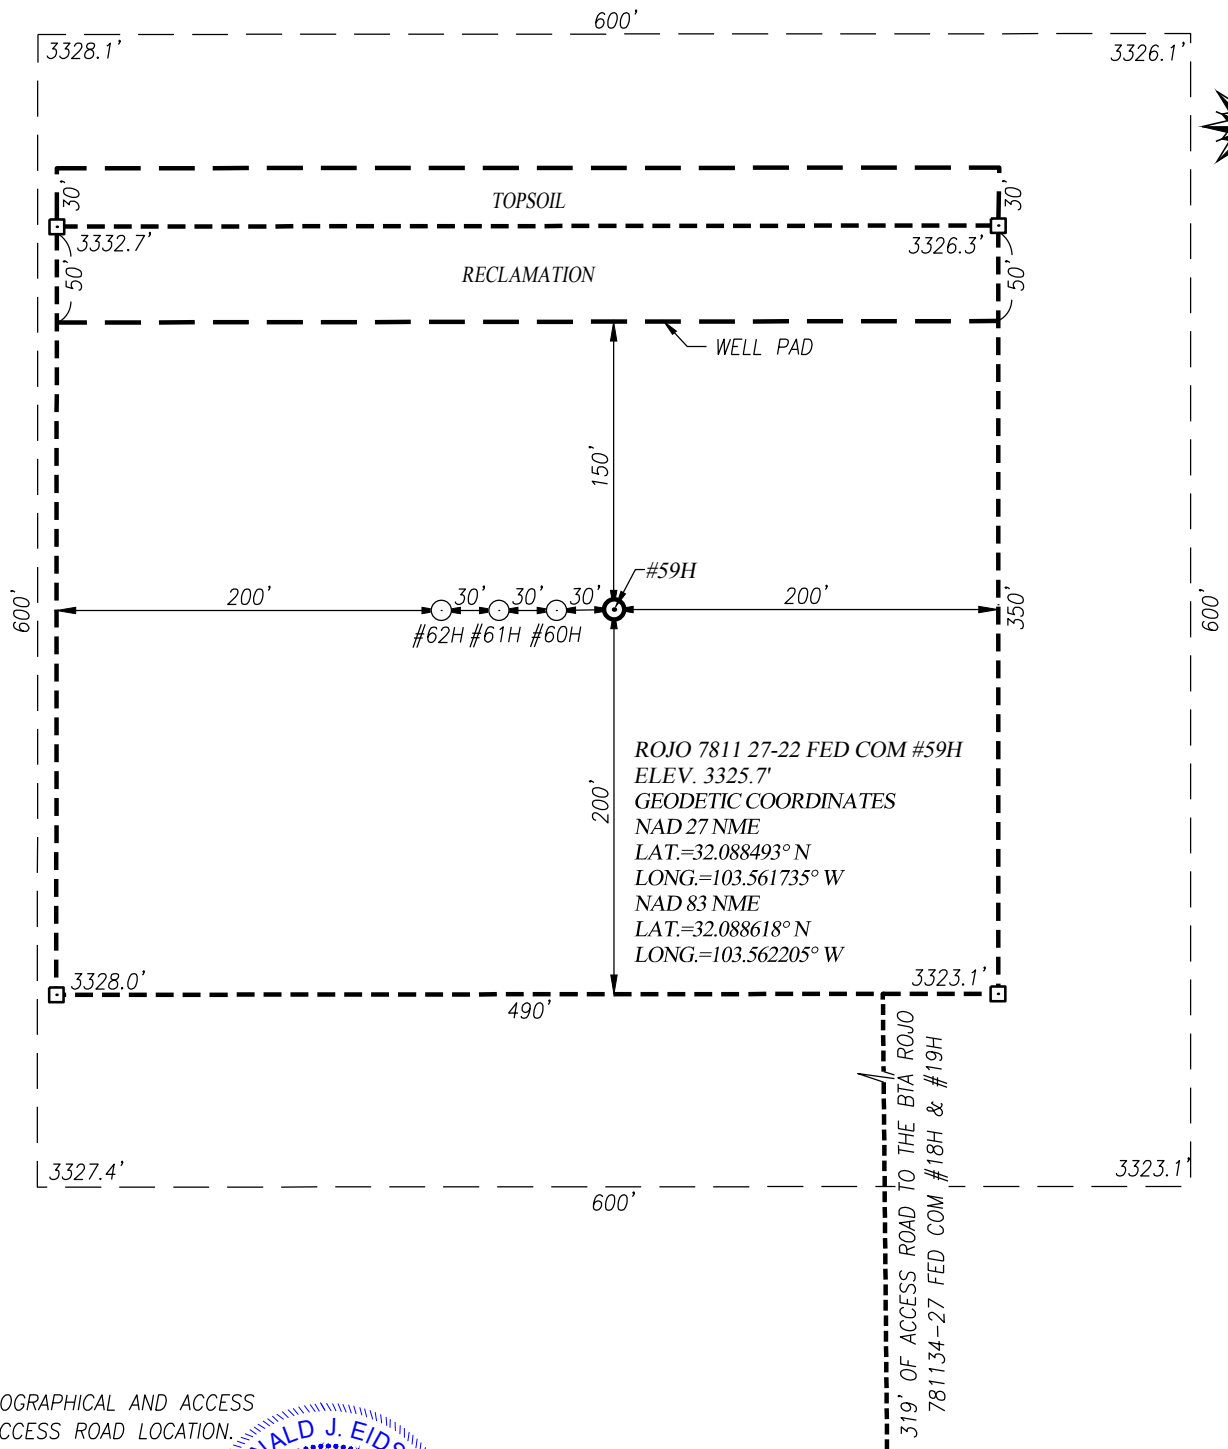 600'
3328.1'
3326.1'
30'
TOPSOIL
30'
3332.7'
3326.3'
50'
RECLAMATION
50'
WELL PAD
150'
#59H
600'
200'
30'
30'
30'
200'
350'
600'
#62H #61H #60H
200'
ROJO 7811 27-22 FED COM #59H
ELEV. 3325.7'
GEODETIC COORDINATES
NAD 27 NME
LAT.=32.088493° N
LONG.=103.561735° W
NAD 83 NME
LAT.=32.088618° N
LONG.=103.562205° W
3328.0'
3323.1'
490'
319' OF ACCESS ROAD TO THE BTA ROJO
781134-27 FED COM #18H & #19H
3327.4'
3323.1'
600'
OGRAPHICAL AND ACCESS
CCESS ROAD LOCATION.
NALD J. EIDS